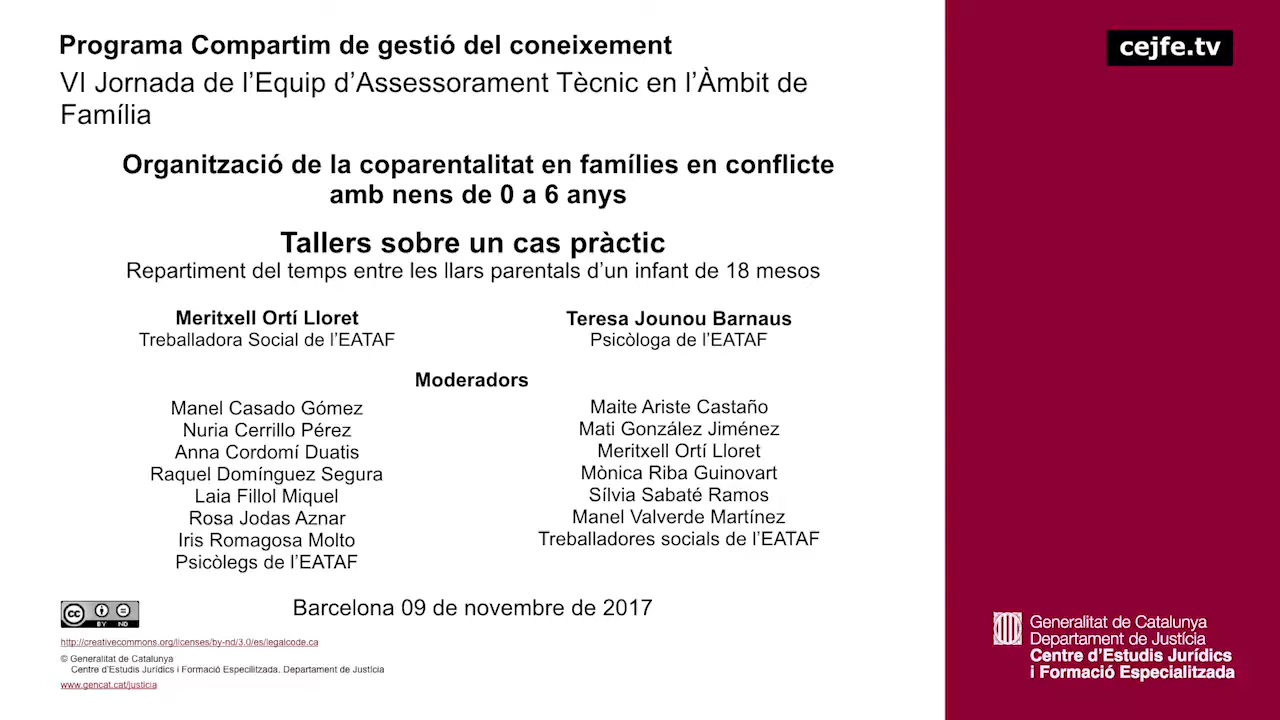 Programa Compartim de gestió del coneixement
cejfe.tv
VI Jornada de l’Equip d’Assessorament Tècnic en l’Àmbit de
Família
Organització de la coparentalitat en famílies en conflicte
amb nens de 0 a 6 anys
Tallers sobre un cas pràctic
Repartiment del temps entre les llars parentals d’un infant de 18 mesos
Meritxell Ortí Lloret
Treballadora Social de l’EATAF
Teresa Jounou Barnaus
Psicòloga de l’EATAF
Moderadors
Manel Casado Gómez
Nuria Cerrillo Pérez
Anna Cordomí Duatis
Raquel Domínguez Segura
Laia Fillol Miquel
Rosa Jodas Aznar
Iris Romagosa Molto
Psicòlegs de l’EATAF
Maite Ariste Castaño
Mati González Jiménez
Meritxell Ortí Lloret
Mònica Riba Guinovart
Sílvia Sabaté Ramos
Manel Valverde Martínez
Treballadores socials de l’EATAF
Barcelona 09 de novembre de 2017
cc BY ND
http://creativecommons.org/licenses/by-nd/3.0/es/legalcode.ca
© Generalitat de Catalunya
Centre d’Estudis Jurídics i Formació Especilitzada. Departament de Justícia
www.gencat.cat/justicia
Generalitat de Catalunya
Departament de Justícia
Centre d’Estudis Jurídics
i Formació Especialitzada